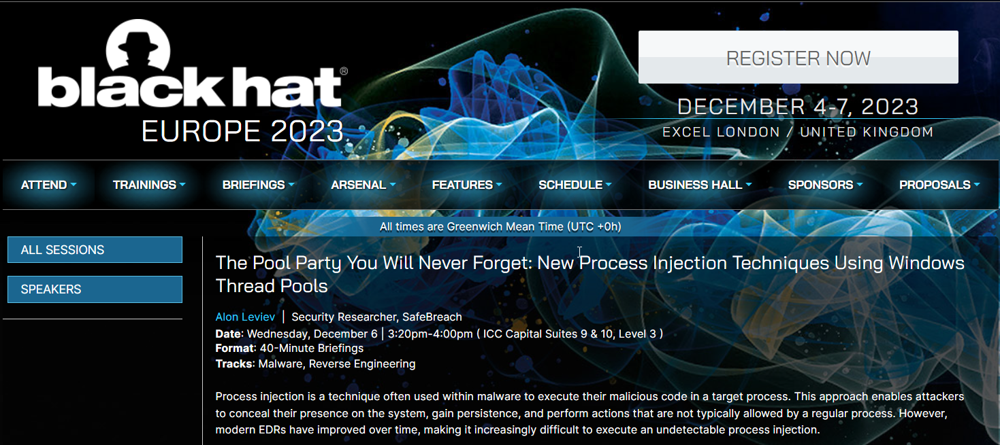 black hat®
EUROPE 2023
REGISTER NOW
DECEMBER 4-7, 2023
EXCEL LONDON / UNITED KINGDOM
ATTEND TRAININGS BRIEFINGS ARSENAL FEATURES SCHEDULE BUSINESS HALL SPONSORS PROPOSALS
All times are Greenwich Mean Time (UTC +0h)
ALL SESSIONS
SPEAKERS
The Pool Party You Will Never Forget: New Process Injection Techniques Using Windows
Thread Pools
Alon Leviev | Security Researcher, SafeBreach
Date: Wednesday, December 6 | 3:20pm-4:00pm ( ICC Capital Suites 9 & 10, Level 3 )
Format: 40-Minute Briefings
Tracks: Malware, Reverse Engineering
Process injection is a technique often used within malware to execute their malicious code in a target process. This approach enables attackers
to conceal their presence on the system, gain persistence, and perform actions that are not typically allowed by a regular process. However,
modern EDRs have improved over time, making it increasingly difficult to execute an undetectable process injection.